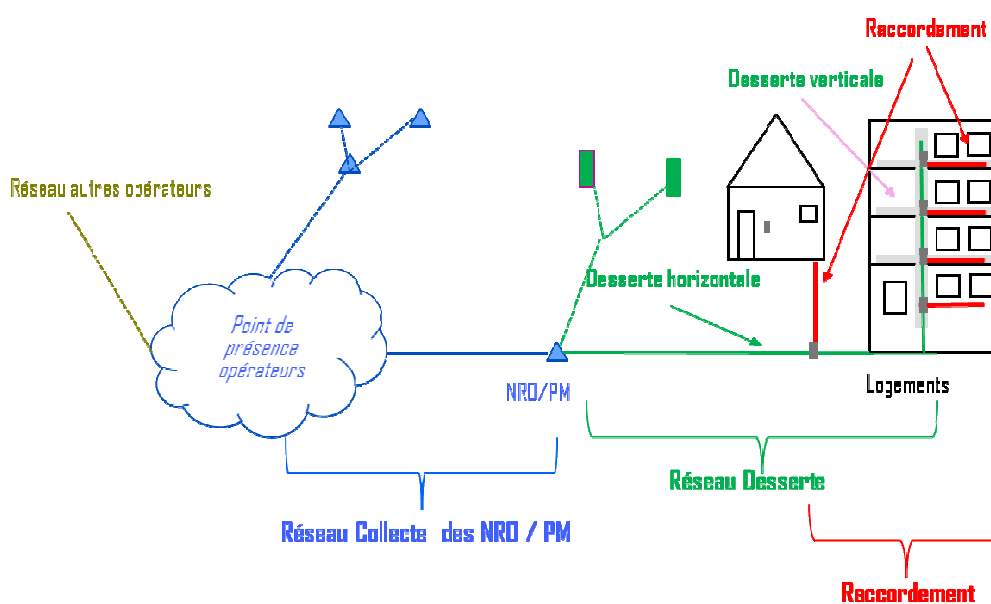 Raccordement
Desserte verticale
Réseau autres opérateurs
Desserte horizontale
Point de
présence
opérateurs
NRO/PM
Logements
Réseau Desserte
Réseau Collecte des NRO / PM
Raccordement